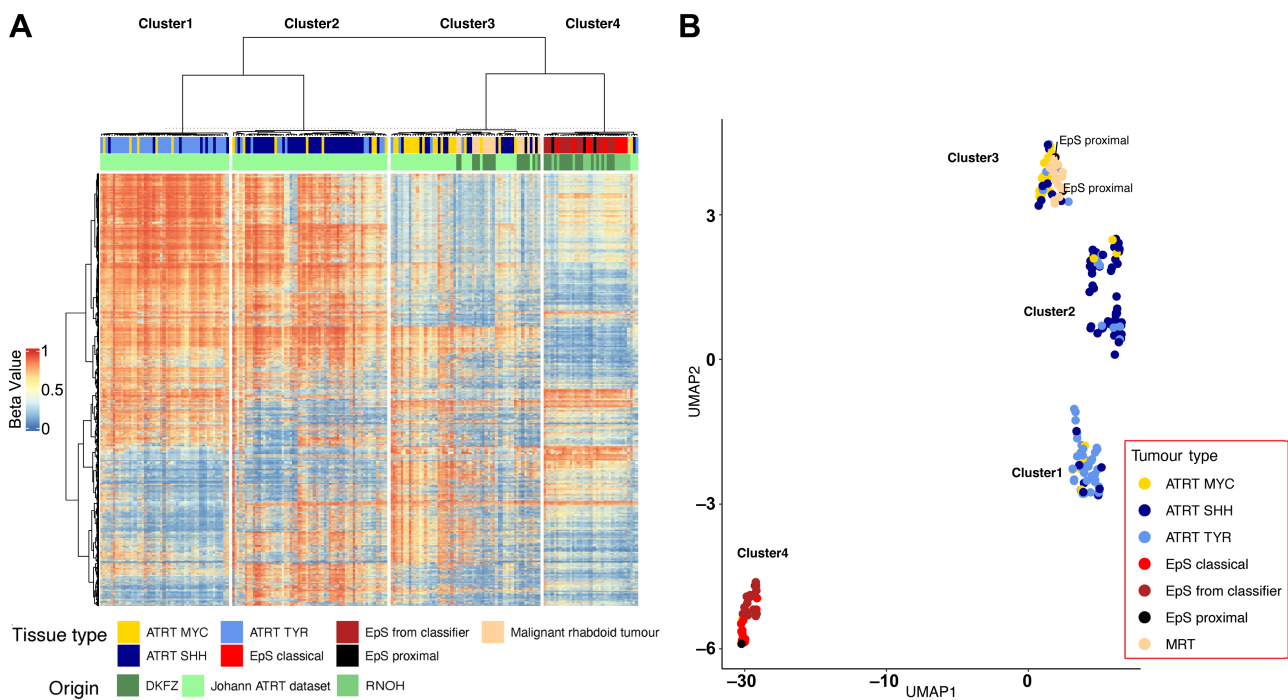 A
Cluster1 Cluster2 Cluster3 Cluster4
Beta Value
1
0.5
0
Tissue type
ATRT MYC ATRT TYR EpS from classifier Malignant rhabdoid tumour
ATRT SHH EpS classical EpS proximal
Origin DKFZ Johann ATRT dataset RNOH
B
EpS proximal
Cluster3
EpS proximal
Cluster2
Cluster1
Cluster4
UMAP2
3
0
−3
−6
−30 −10 0
UMAP1
Tumour type
ATRT MYC
ATRT SHH
ATRT TYR
EpS classical
EpS from classifier
EpS proximal
MRT
0